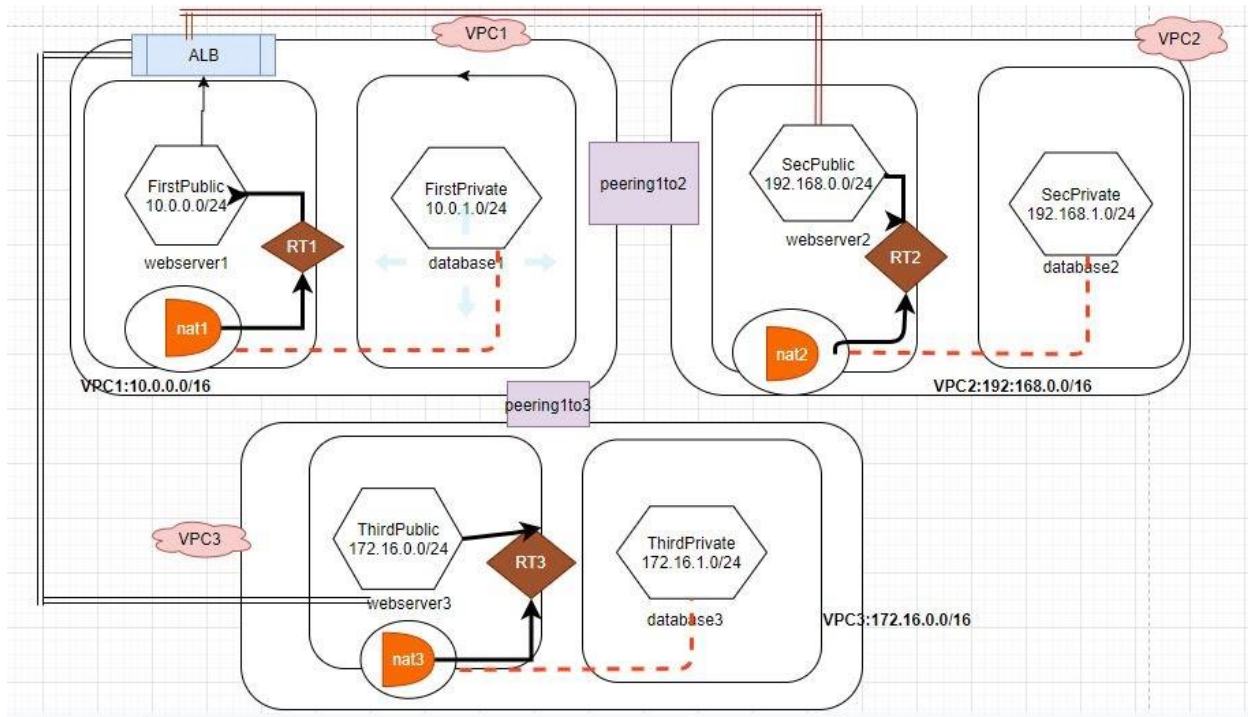 VPC1
ALB
FirstPublic
10.0.0.0/24
RT1
webserver1
nat1
FirstPrivate
10.0.1.0/24
database1
VPC1:10.0.0.0/16
peering1to2
VPC2
SecPublic
192.168.0.0/24
webserver2
RT2
nat2
SecPrivate
192.168.1.0/24
database2
VPC2:192:168.0.0/16
peering1to3
VPC3
ThirdPublic
172.16.0.0/24
RT3
webserver3
nat3
ThirdPrivate
172.16.1.0/24
database3
VPC3:172.16.0.0/16